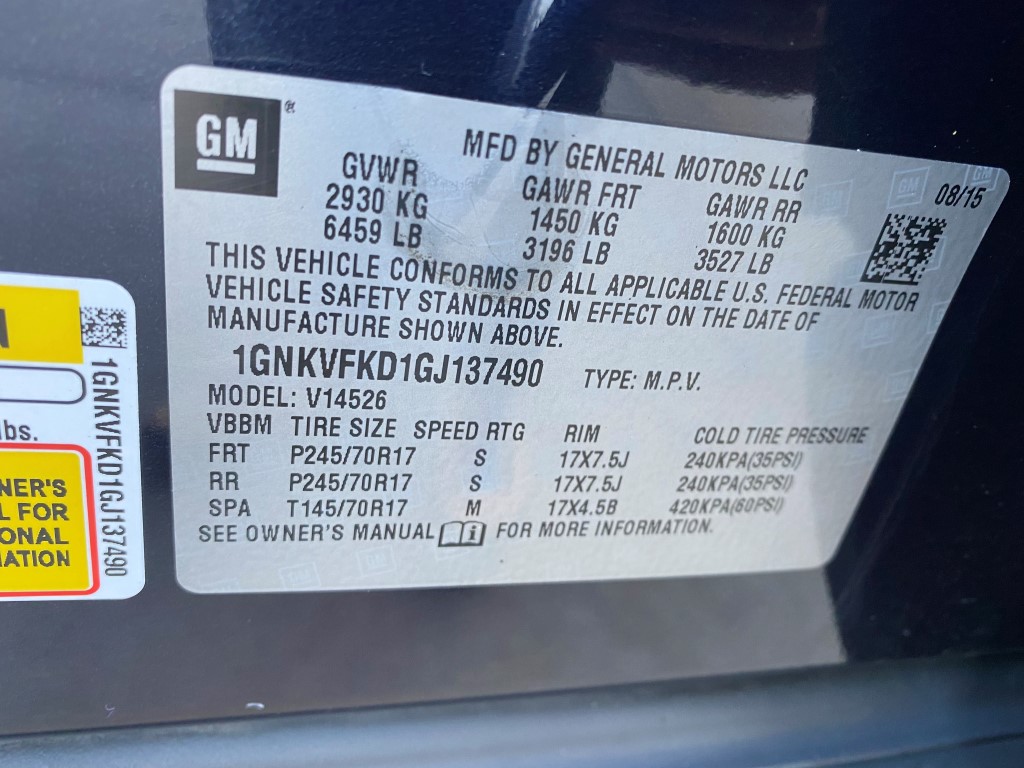 GM®
MFD BY GENERAL MOTORS LLC
08/15
GVWR GAWR FRT GAWR RR
2930 KG 1450 KG 1600 KG
6459 LB 3196 LB 3527 LB
THIS VEHICLE CONFORMS TO ALL APPLICABLE U.S. FEDERAL MOTOR
VEHICLE SAFETY STANDARDS IN EFFECT ON THE DATE OF
MANUFACTURE SHOWN ABOVE.
1GNKVFKD1GJ137490 TYPE: M.P.V.
MODEL: V14526
VBBM TIRE SIZE SPEED RTG RIM COLD TIRE PRESSURE
FRT P245/70R17 S 17X7.5J 240KPA(35PSI)
RR P245/70R17 S 17X7.5J 240KPA(35PSI)
SPA T145/70R17 M 17X4.5B 420KPA(60PSI)
SEE OWNER'S MANUAL i FOR MORE INFORMATION.
1GNKVFKD1GJ137490
lbs.
NER'S
L FOR
ONAL
ATION